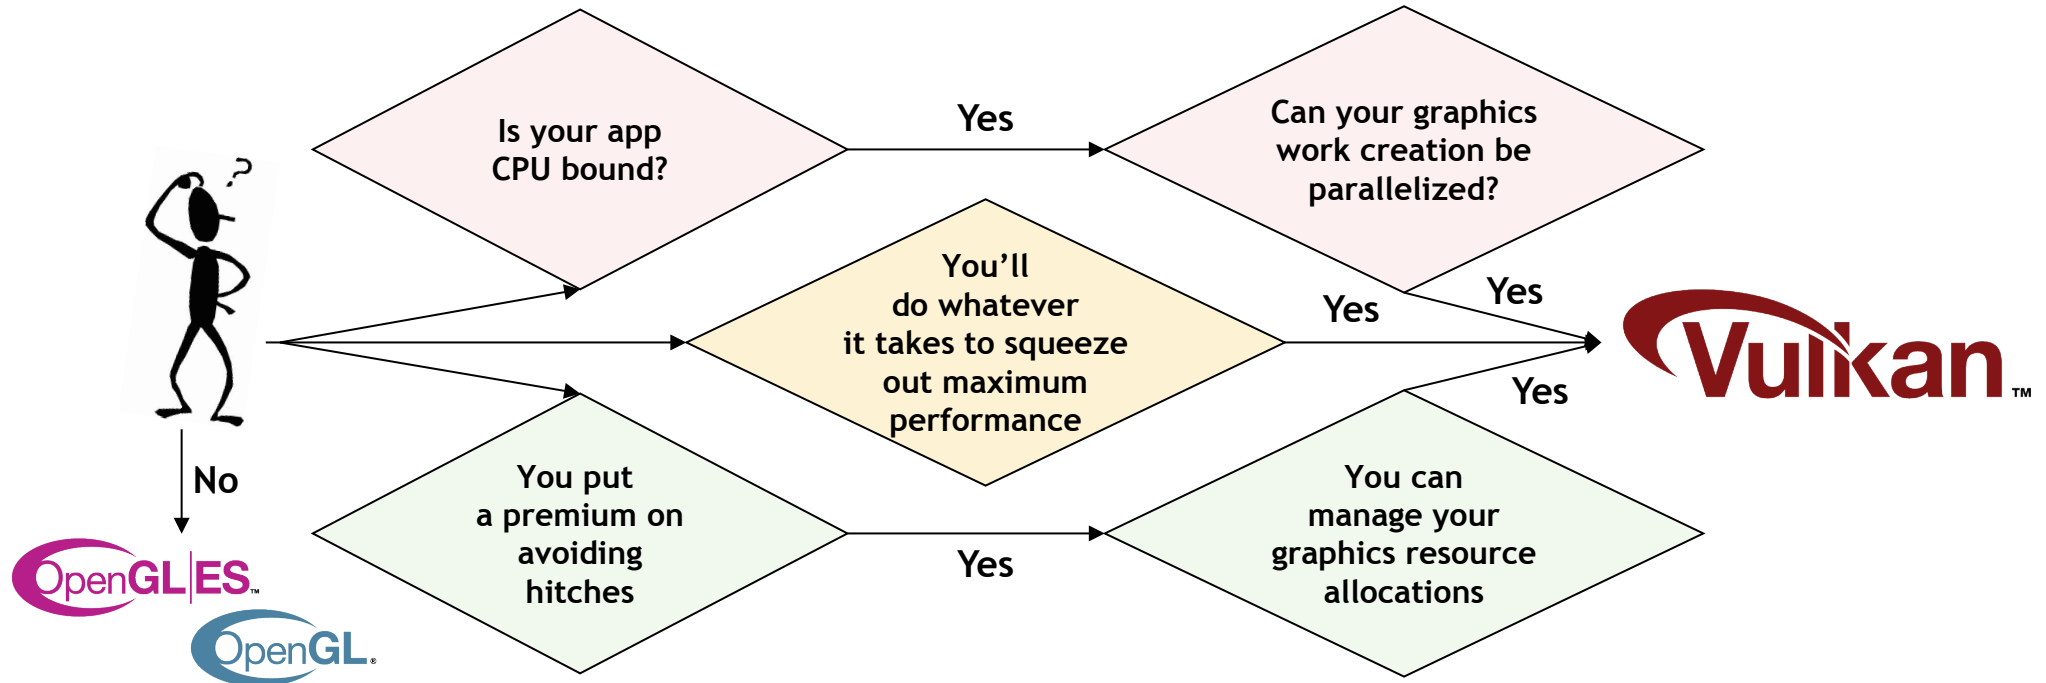 Is your app
CPU bound?
Yes
Can your graphics
work creation be
parallelized?
?
You’ll
do whatever
it takes to squeeze
out maximum
performance
Yes
Yes
Vulkan™
Yes
No
You put
a premium on
avoiding
hitches
Yes
You can
manage your
graphics resource
allocations
OpenGL|ES™
OpenGL®